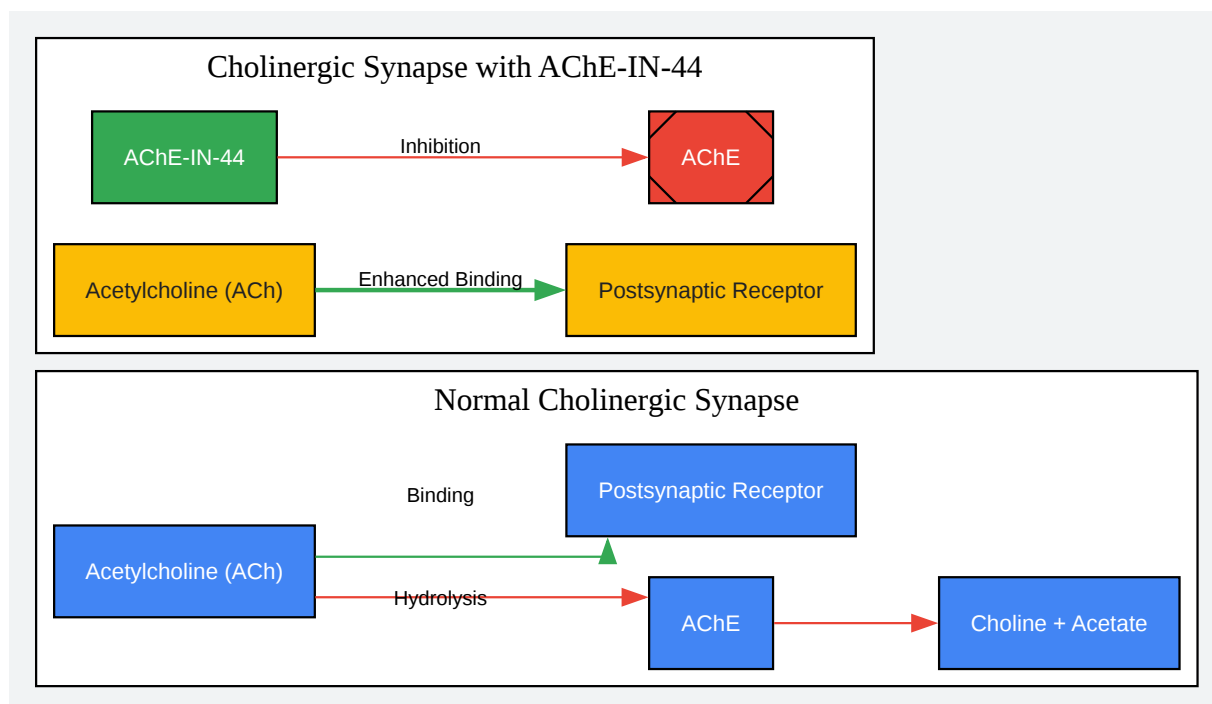 Cholinergic Synapse with AChE-IN-44
AChE-IN-44
Inhibition
AChE
Acetylcholine (ACh)
Enhanced Binding
Postsynaptic Receptor
Normal Cholinergic Synapse
Binding
Postsynaptic Receptor
Acetylcholine (ACh)
Hydrolysis
AChE
Choline + Acetate